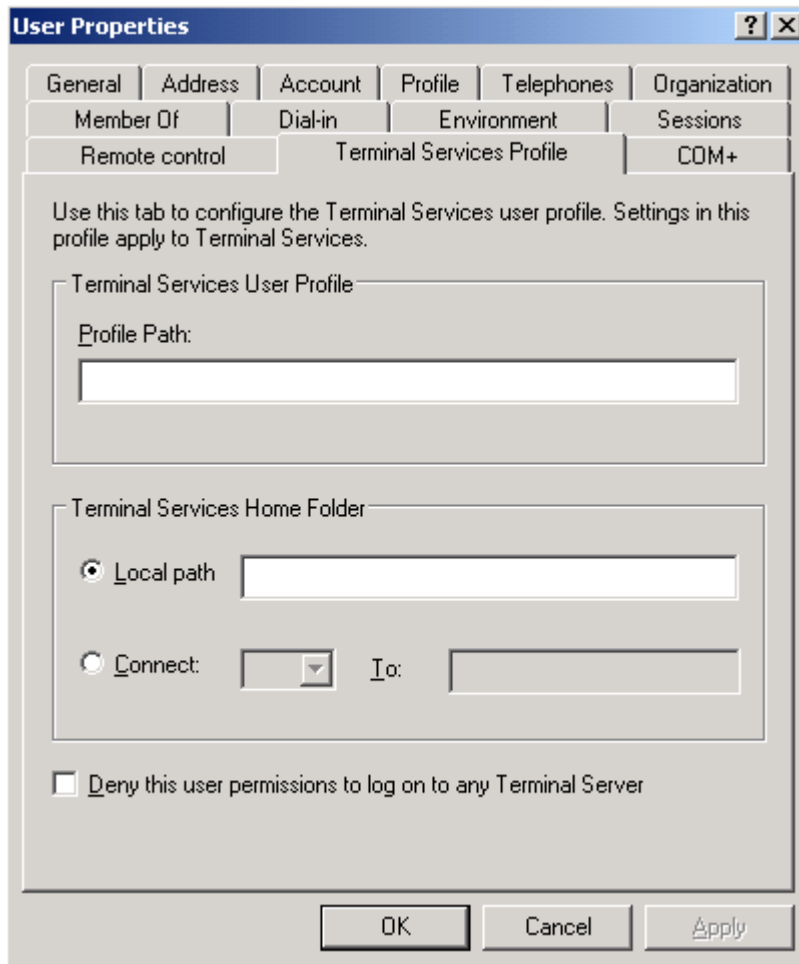 User Properties
General Address Account Profile Telephones Organization
Member Of Dial-in Environment Sessions
Remote control Terminal Services Profile COM+
Use this tab to configure the Terminal Services user profile. Settings in this
profile apply to Terminal Services.
Terminal Services User Profile
Profile Path:
Terminal Services Home Folder
Local path
Connect: To:
Deny this user permissions to log on to any Terminal Server
OK Cancel Apply